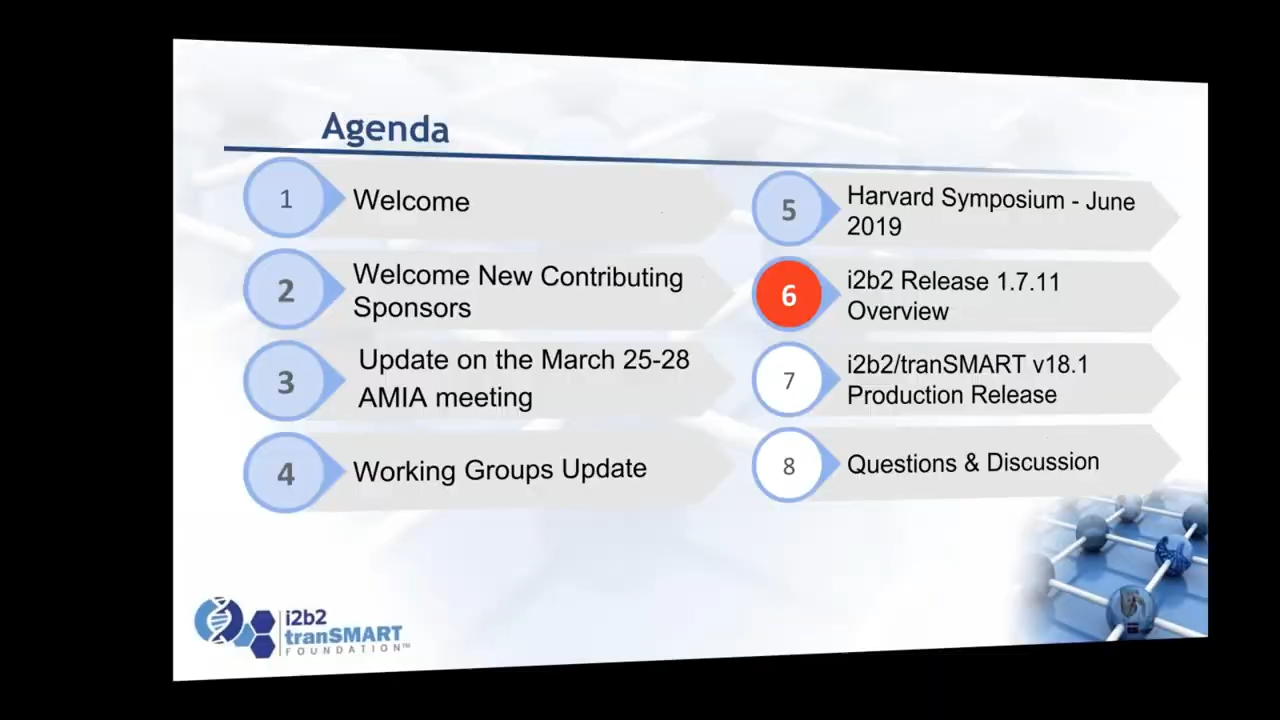 Agenda
1
Welcome
2
Welcome New Contributing
Sponsors
3
Update on the March 25-28
AMIA meeting
4
Working Groups Update
5
Harvard Symposium - June
2019
6
i2b2 Release 1.7.11
Overview
7
i2b2/tranSMART v18.1
Production Release
8
Questions & Discussion
i2b2
tranSMART
FOUNDATION™